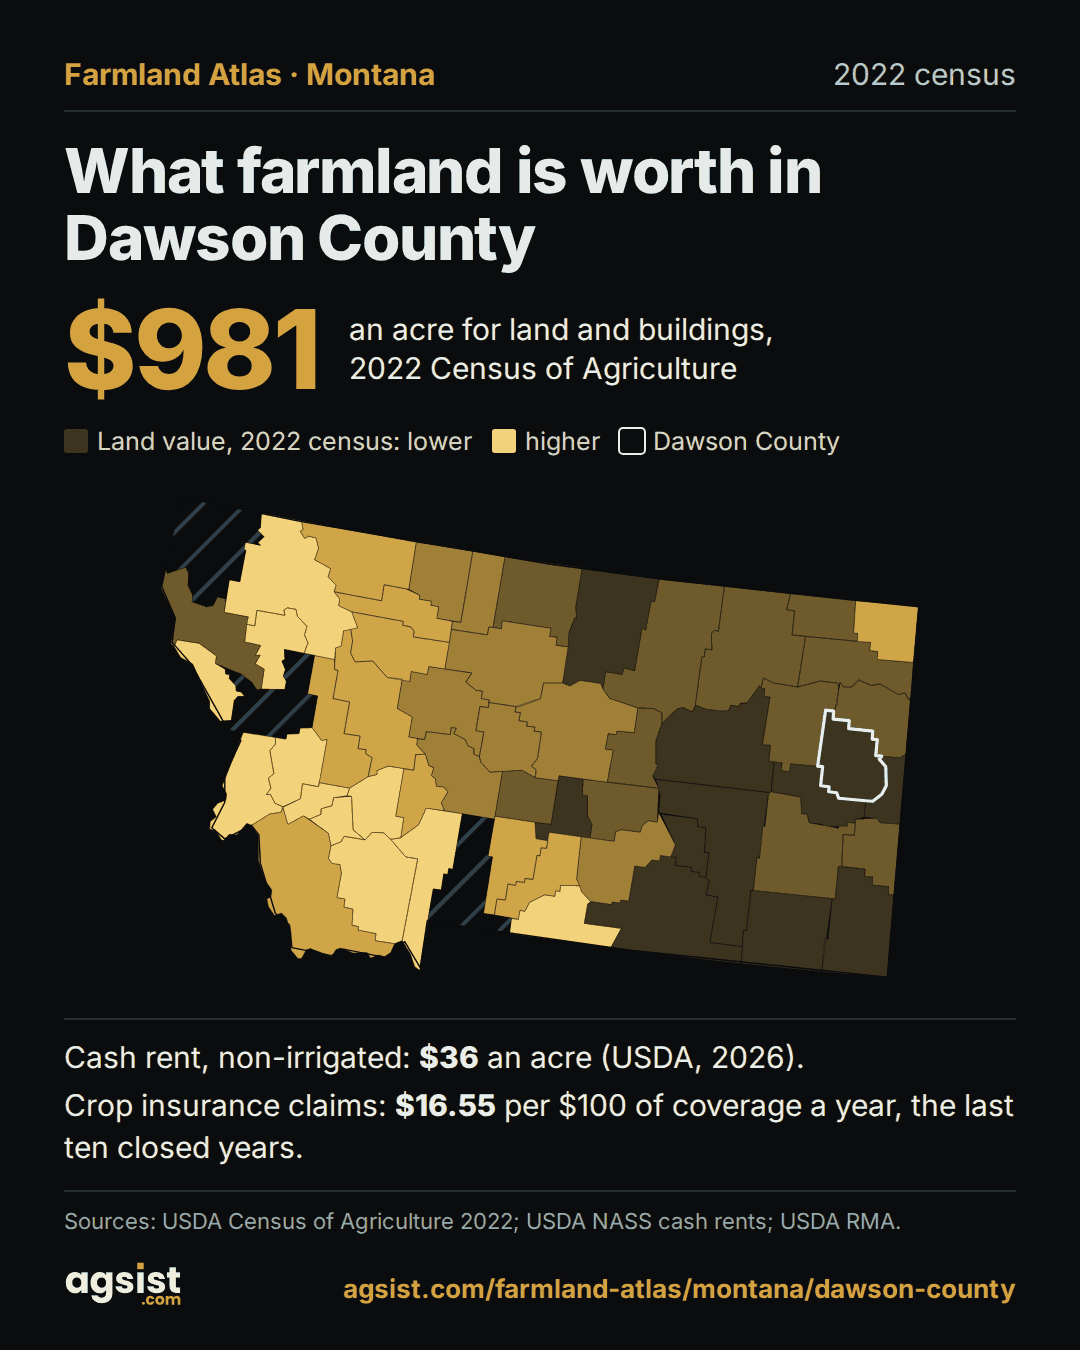 Farmland Atlas · Montana
2022 census
What farmland is worth in
Dawson County
$981
an acre for land and buildings,
2022 Census of Agriculture
Land value, 2022 census: lower
higher
Dawson County
Cash rent, non-irrigated: $36 an acre (USDA, 2026).
Crop insurance claims: $16.55 per $100 of coverage a year, the last
ten closed years.
Sources: USDA Census of Agriculture 2022; USDA NASS cash rents; USDA RMA.
agsist
.com
agsist.com/farmland-atlas/montana/dawson-county